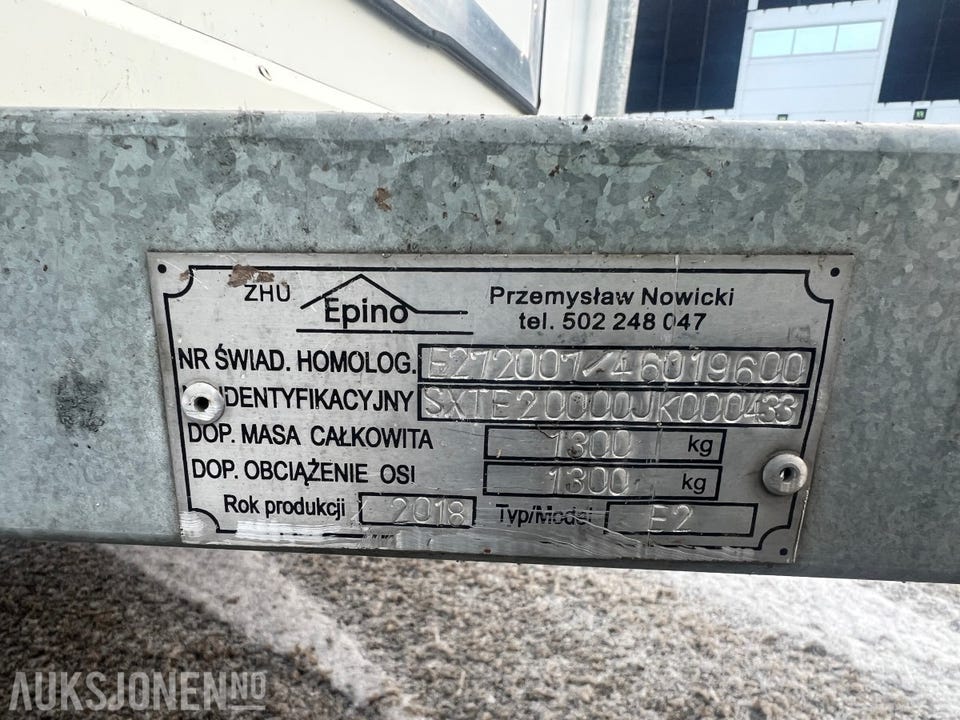 ZHU Epino Przemysław Nowicki
tel. 502 248 047
NR ŚWIAD. HOMOLOG. E272007/46019600
IDENTYFIKACYJNY SXTE20000JK000433
DOP. MASA CAŁKOWITA 1300 kg
DOP. OBCIĄŻENIE OSI 1300 kg
Rok produkcji 2018 Typ/Model E2
AUKSJONEN.NO